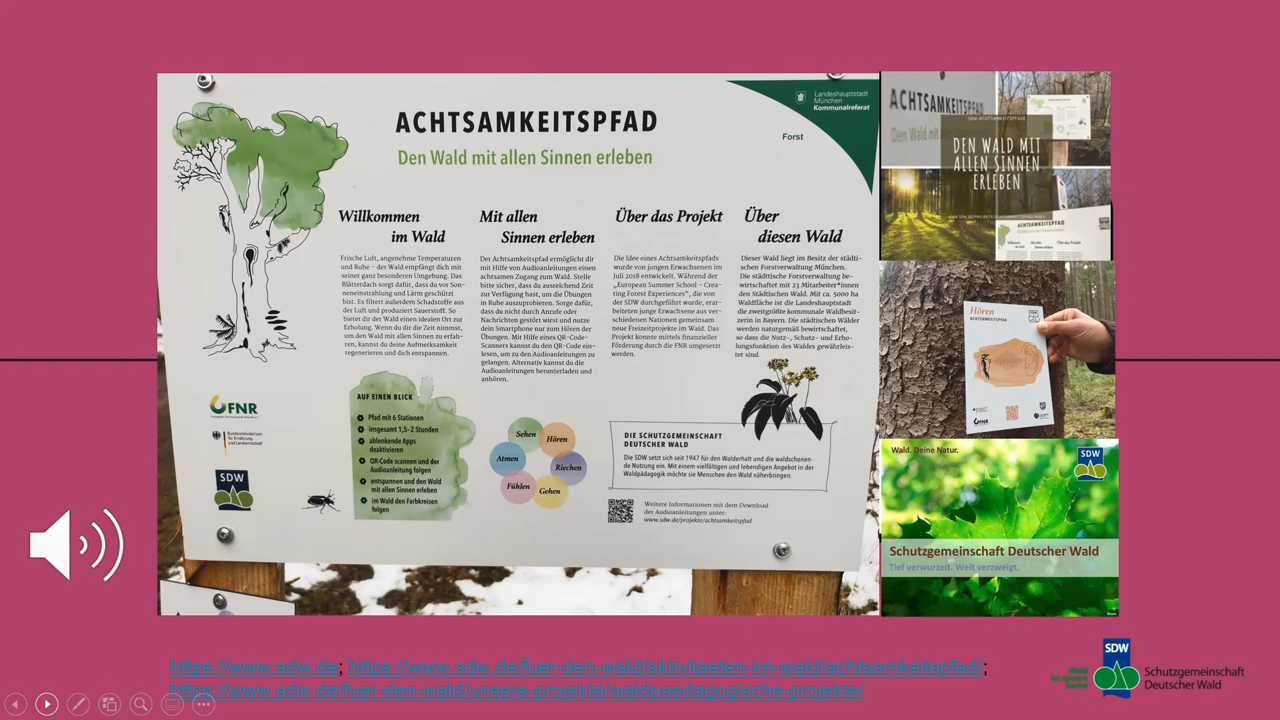 ACHTSAMKEITSPFAD
Den Wald mit allen Sinnen erleben
Landeshauptstadt
München
Kommunalreferat
Forst
Willkommen
im Wald
Frische Luft, angenehme Temperaturen
und Ruhe – der Wald empfängt dich mit
seiner ganz besonderen Umgebung. Das
Blätterdach sorgt dafür, dass du vor Son-
neneinstrahlung und Lärm geschützt
bist. Es filtert außerdem Schadstoffe aus
der Luft und produziert Sauerstoff. So
bietet dir der Wald einen idealen Ort zur
Erholung. Wenn du dir die Zeit nimmst,
um den Wald mit allen Sinnen zu erfah-
ren, kannst du deine Aufmerksamkeit
regenerieren und dich entspannen.
Mit allen
Sinnen erleben
Der Achtsamkeitspfad ermöglicht dir
mit Hilfe von Audioanleitungen einen
achtsamen Zugang zum Wald. Stelle
bitte sicher, dass du ausreichend Zeit
zur Verfügung hast, um die Übungen
in Ruhe auszuprobieren. Sorge dafür,
dass du nicht durch Anrufe oder
Nachrichten gestört wirst und nutze
dein Smartphone nur zum Hören der
Übungen. Mit Hilfe eines QR-Code-
Scanners kannst du den QR-Code ein-
lesen, um zu den Audioanleitungen zu
gelangen. Alternativ kannst du die
Audioanleitungen herunterladen und
anhören.
Über das Projekt
Die Idee eines Achtsamkeitspfads
wurde von jungen Erwachsenen im
Juli 2018 entwickelt. Während der
„European Summer School – Crea-
ting Forest Experiences“, die von
der SDW durchgeführt wurde, erar-
beiteten junge Erwachsene aus ver-
schiedenen Nationen gemeinsam
neue Freizeitprojekte im Wald. Das
Projekt konnte mittels finanzieller
Förderung durch die FNR umgesetzt
werden.
Über
diesen Wald
Dieser Wald liegt im Besitz der städti-
schen Forstverwaltung München.
Die städtische Forstverwaltung be-
wirtschaftet mit 23 Mitarbeiter*innen
den Städtischen Wald. Mit ca. 5000 ha
Waldfläche ist die Landeshauptstadt
die zweitgrößte kommunale Waldbesit-
zerin in Bayern. Die städtischen Wälder
werden naturgemäß bewirtschaftet,
so dass die Nutz-, Schutz- und Erho-
lungsfunktion des Waldes gewährleis-
tet sind.
FNR
Bundesministerium
für Ernährung
und Landwirtschaft
SDW
AUF EINEN BLICK
Pfad mit 6 Stationen
insgesamt 1,5–2 Stunden
ablenkende Apps
deaktivieren
QR-Code scannen und der
Audioanleitung folgen
entspannen und den Wald
mit allen Sinnen erleben
im Wald den Farbkreisen
folgen
Sehen
Hören
Atmen
Riechen
Fühlen
Gehen
DIE SCHUTZGEMEINSCHAFT
DEUTSCHER WALD
Die SDW setzt sich seit 1947 für den Walderhalt und die waldschonen-
de Nutzung ein. Mit einem vielfältigen und lebendigen Angebot in der
Waldpädagogik möchte sie Menschen den Wald näherbringen.
Weitere Informationen mit dem Download
der Audioanleitungen unter:
www.sdw.de/projekte/achtsamkeitspfad
ACHTSAMKEITSPFAD
Den Wald mit
SDW-ACHTSAMKEITSPFADE
DEN WALD MIT
ALLEN SINNEN
ERLEBEN
ACHTSAMKEITSPFAD
Hören
ACHTSAMKEITSPFAD
FNR
Wald. Deine Natur.
SDW
Schutzgemeinschaft Deutscher Wald
Tief verwurzelt. Weit verzweigt.
https://www.sdw.de; https://www.sdw.de/fuer-den-wald/aktivitaeten-im-wald/achtsamkeitspfad/;
https://www.sdw.de/fuer-den-wald/unsere-projekte/waldpaedagogische-projekte/
Wald
ist unsere
Sache
SDW
Schutzgemeinschaft
Deutscher Wald